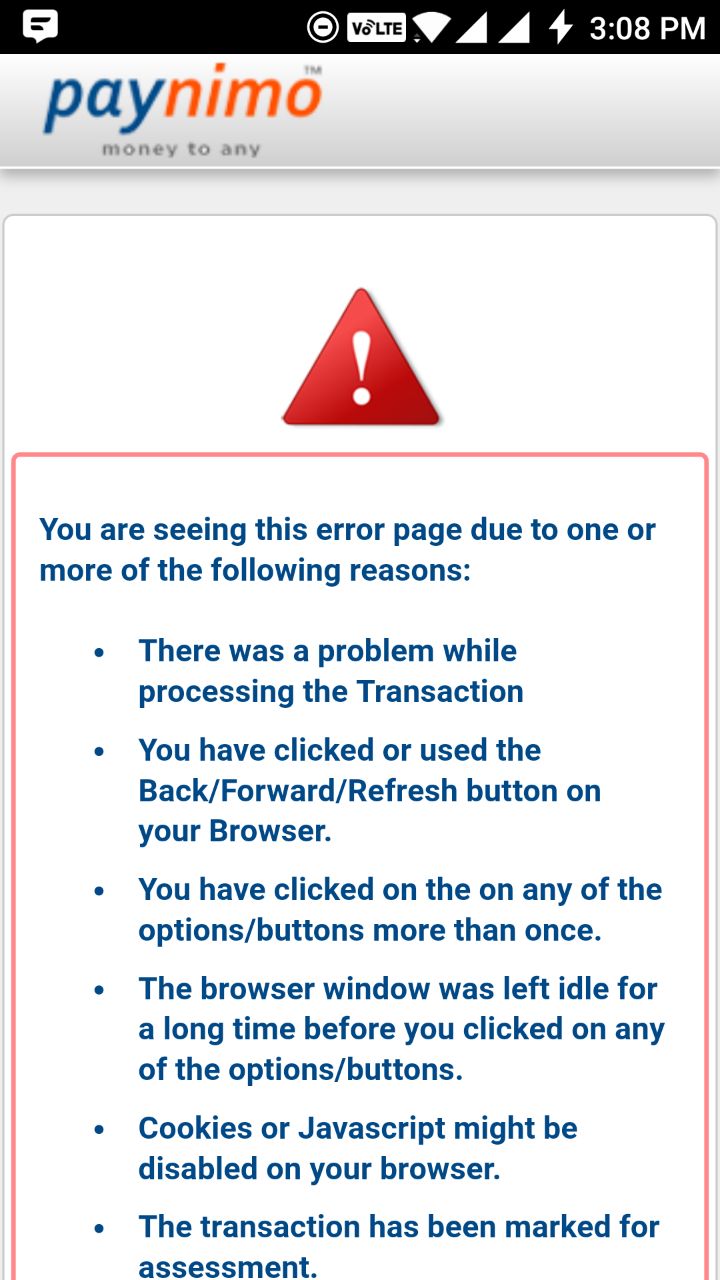 VoLTE 3:08 PM
paynimo™
money to any
!
You are seeing this error page due to one or
more of the following reasons:
• There was a problem while
processing the Transaction
• You have clicked or used the
Back/Forward/Refresh button on
your Browser.
• You have clicked on the on any of the
options/buttons more than once.
• The browser window was left idle for
a long time before you clicked on any
of the options/buttons.
• Cookies or Javascript might be
disabled on your browser.
• The transaction has been marked for
assessment.